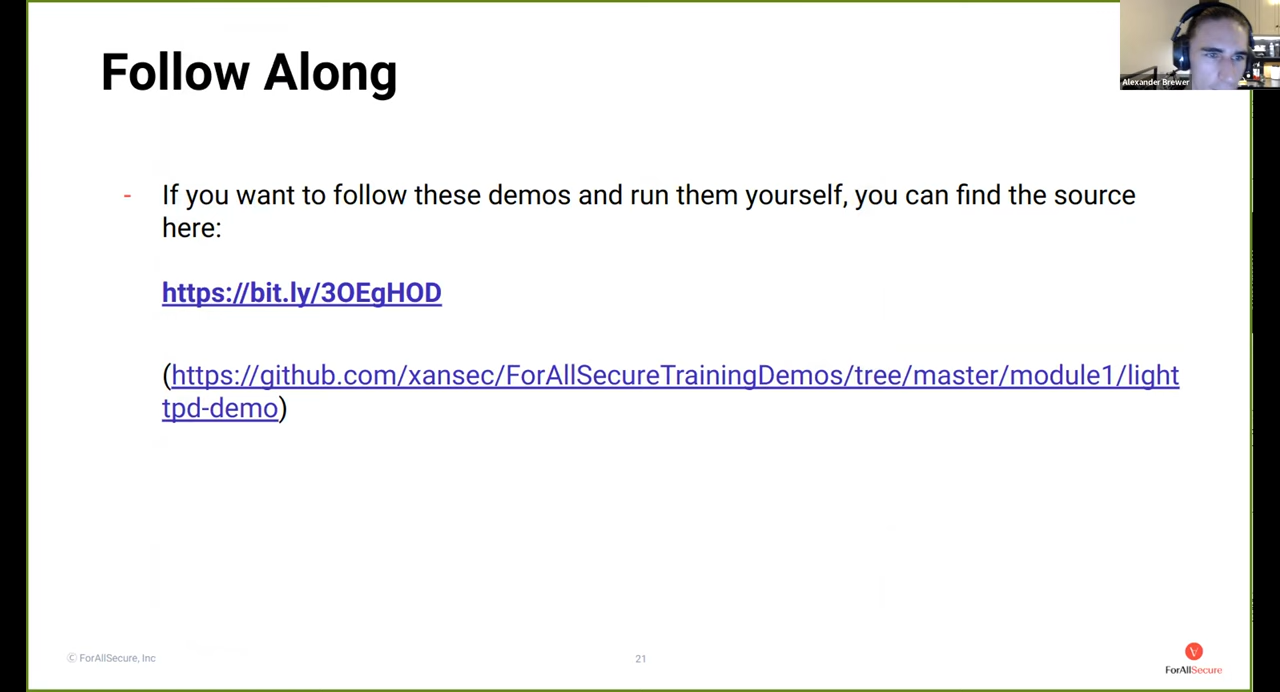 Follow Along
Alexander Brewer
- If you want to follow these demos and run them yourself, you can find the source
here:
https://bit.ly/3OEgHOD
(https://github.com/xansec/ForAllSecureTrainingDemos/tree/master/module1/light
tpd-demo)
© ForAllSecure, Inc
21
ForAllSecure